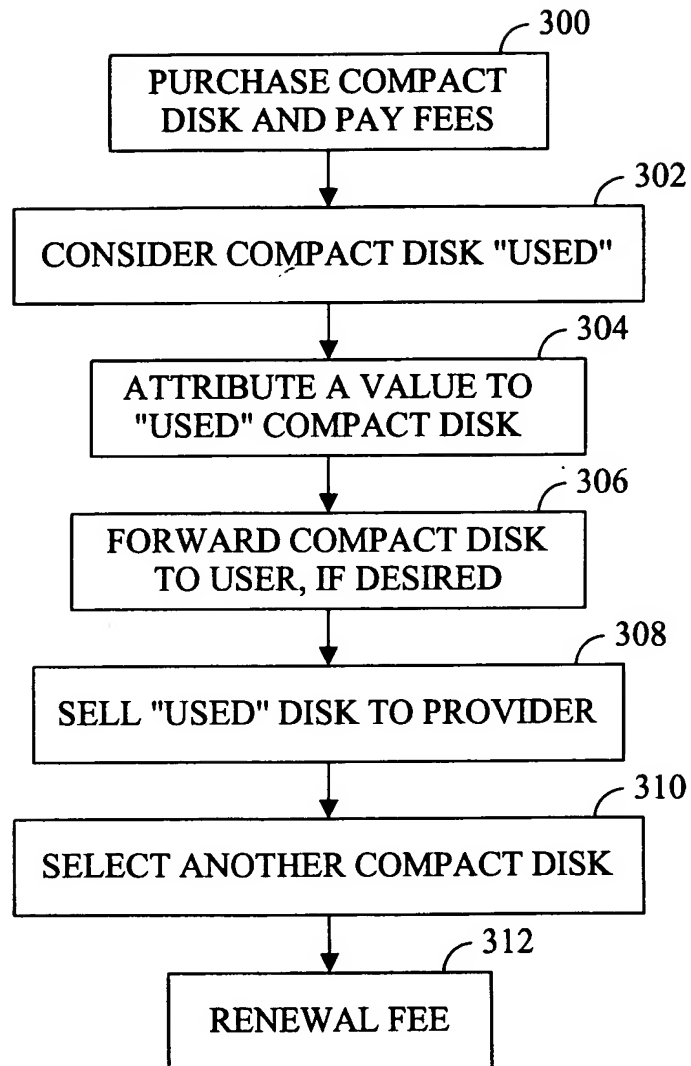 300
PURCHASE COMPACT
DISK AND PAY FEES
302
CONSIDER COMPACT DISK "USED"
304
ATTRIBUTE A VALUE TO
"USED" COMPACT DISK
306
FORWARD COMPACT DISK
TO USER, IF DESIRED
308
SELL "USED" DISK TO PROVIDER
310
SELECT ANOTHER COMPACT DISK
312
RENEWAL FEE